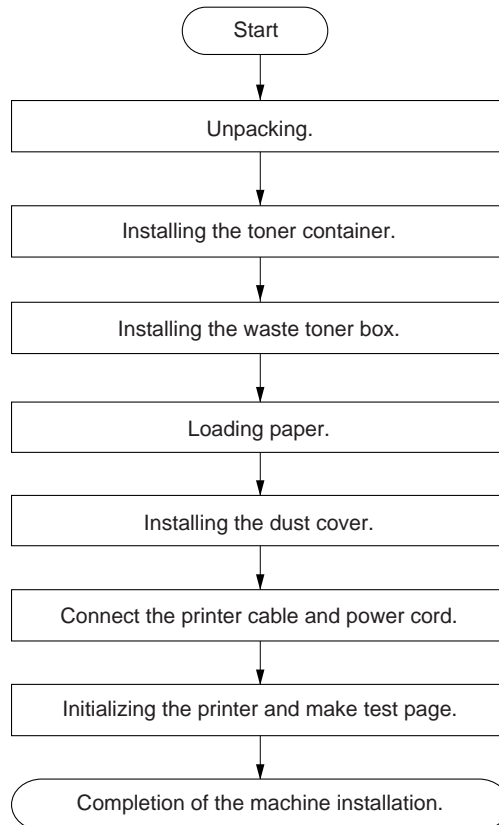 Start
Unpacking.
Installing the toner container.
Installing the waste toner box.
Loading paper.
Installing the dust cover.
Connect the printer cable and power cord.
Initializing the printer and make test page.
Completion of the machine installation.